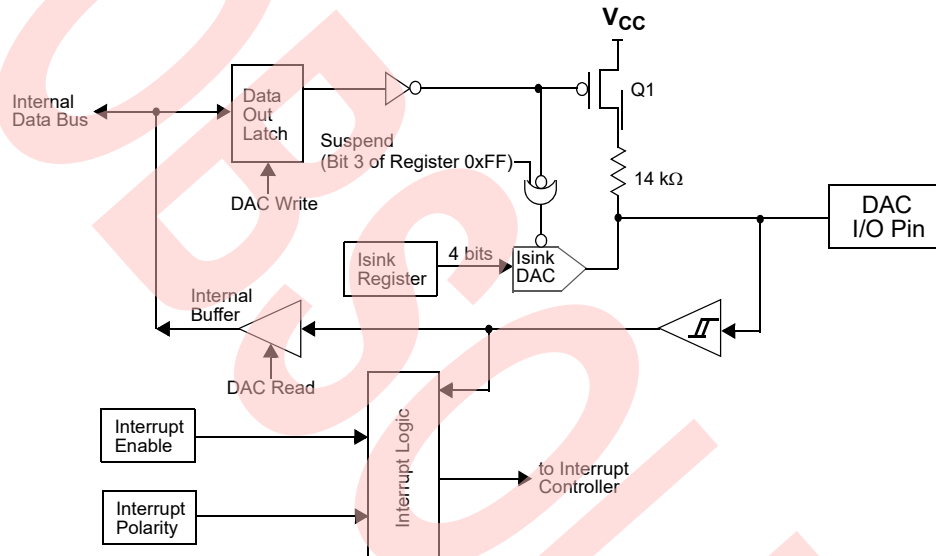 VCC
Q1
Internal
Data Bus
Data
Out
Latch
Suspend
(Bit 3 of Register 0xFF)
14 kΩ
DAC Write
DAC
I/O Pin
Isink
Register
4 bits
Isink
DAC
Internal
Buffer
DAC Read
Interrupt
Enable
Interrupt Logic
to Interrupt
Controller
Interrupt
Polarity